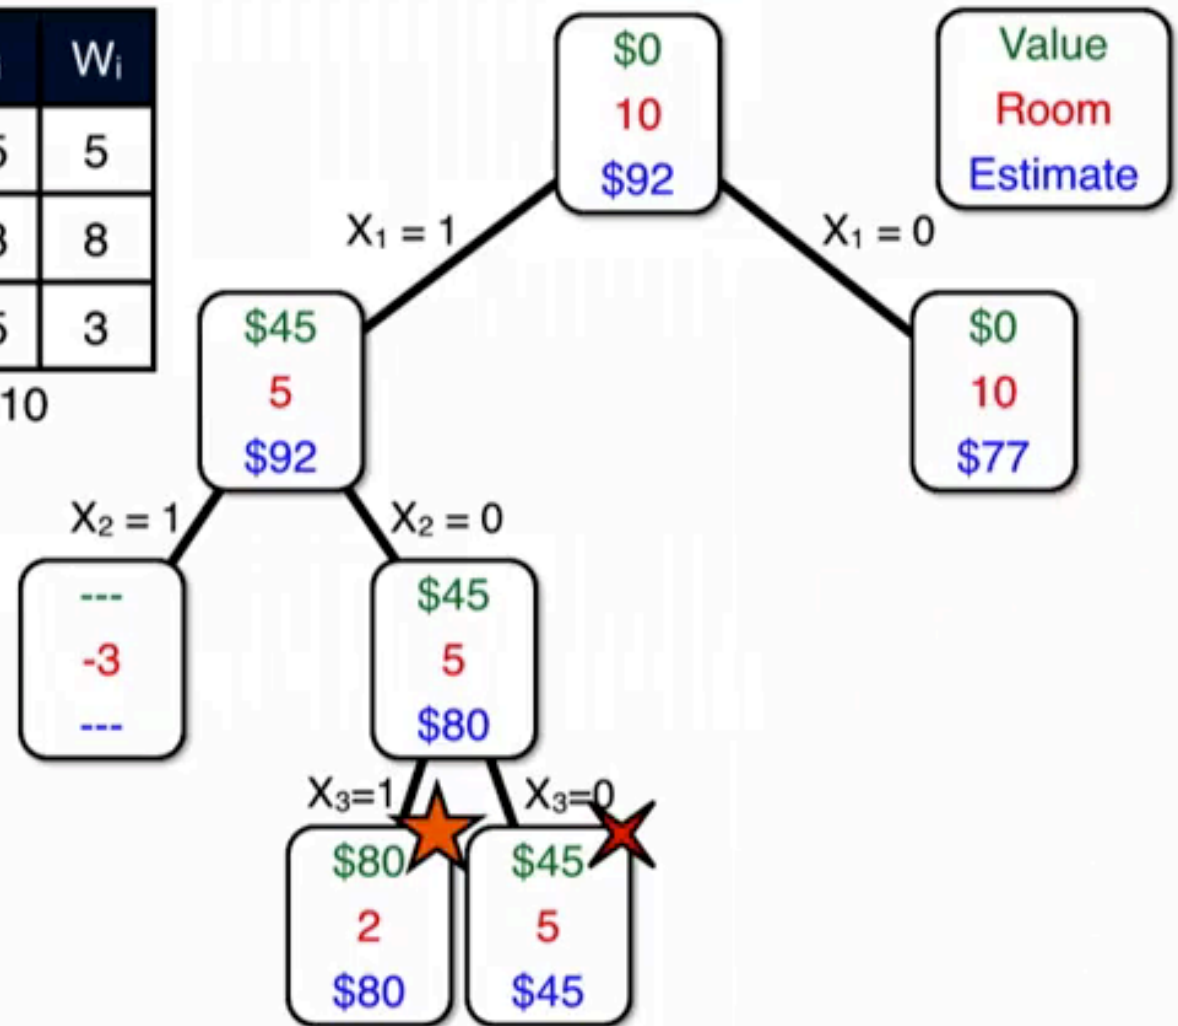 Wᵢ
5 5
8
5 3
10
$0
10
$92
Value
Room
Estimate
X₁ = 1
X₁ = 0
$45
5
$92
$0
10
$77
X₂ = 1
X₂ = 0
---
-3
---
$45
5
$80
X₃=1
X₃=0
$80
2
$80
$45
5
$45